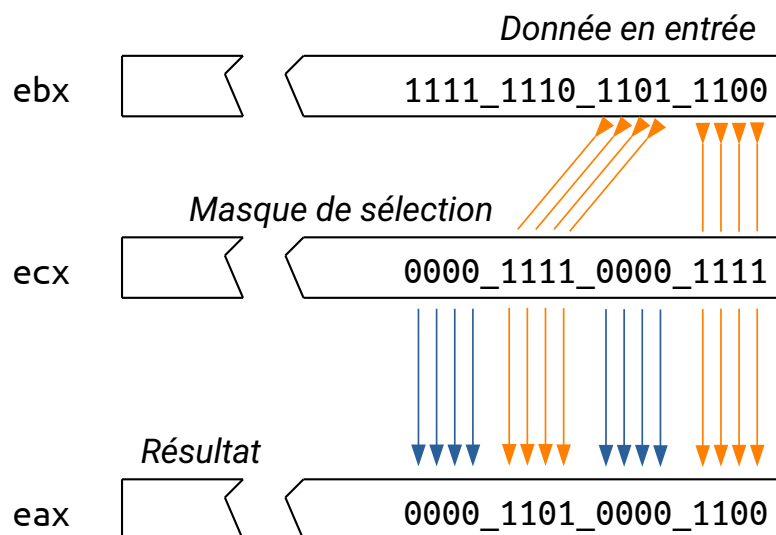 Donnée en entrée
ebx 1111_1110_1101_1100
Masque de sélection
ecx 0000_1111_0000_1111
Résultat
eax 0000_1101_0000_1100